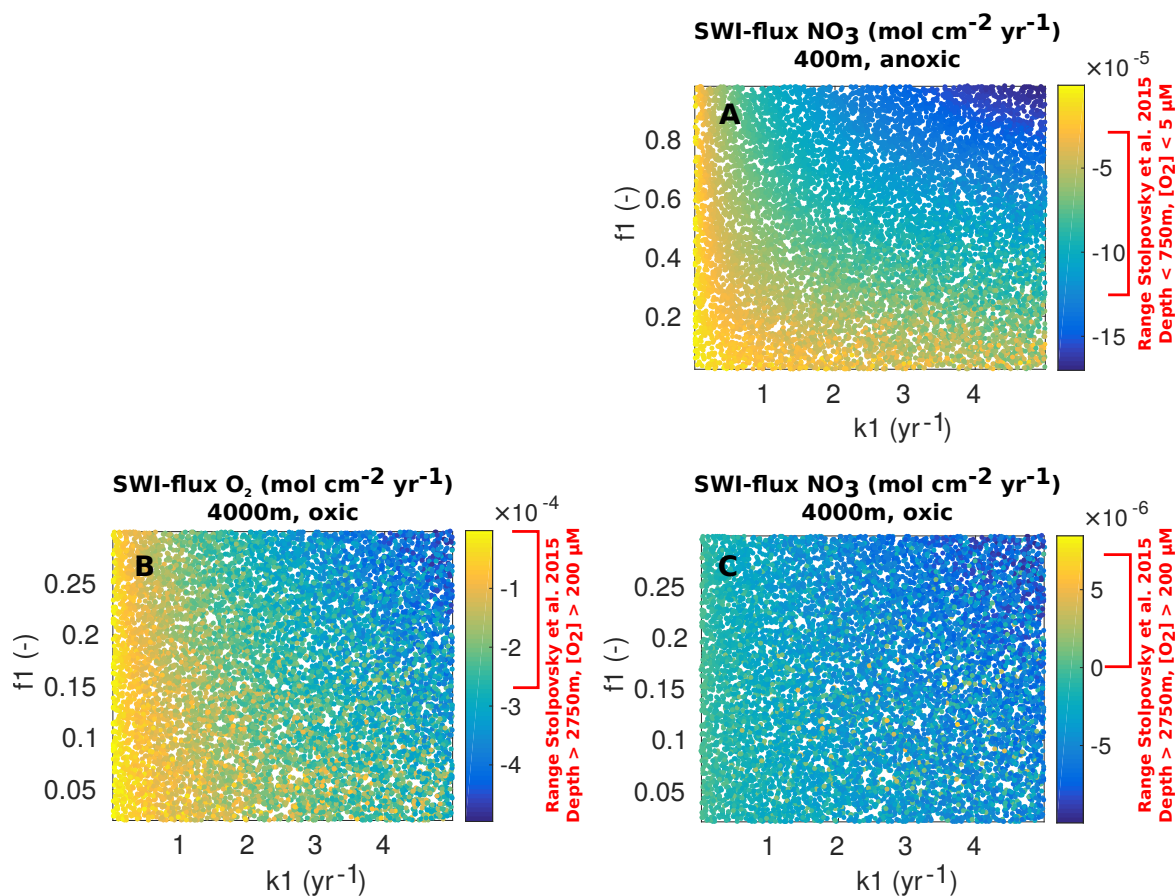 SWI-flux NO3 (mol cm-2 yr-1)
400m, anoxic
A
×10-5
0.8
0.6
0.4
0.2
f1 (-)
1 2 3 4
k1 (yr-1)
-5
-10
-15
Range Stolpovsky et al. 2015
Depth < 750m, [O2] < 5 µM
SWI-flux O2 (mol cm-2 yr-1)
4000m, oxic
B
×10-4
0.25
0.2
0.15
0.1
0.05
f1 (-)
1 2 3 4
k1 (yr-1)
-1
-2
-3
-4
Range Stolpovsky et al. 2015
Depth > 2750m, [O2] > 200 µM
SWI-flux NO3 (mol cm-2 yr-1)
4000m, oxic
C
×10-6
0.25
0.2
0.15
0.1
0.05
f1 (-)
1 2 3 4
k1 (yr-1)
5
0
-5
Range Stolpovsky et al. 2015
Depth > 2750m, [O2] > 200 µM